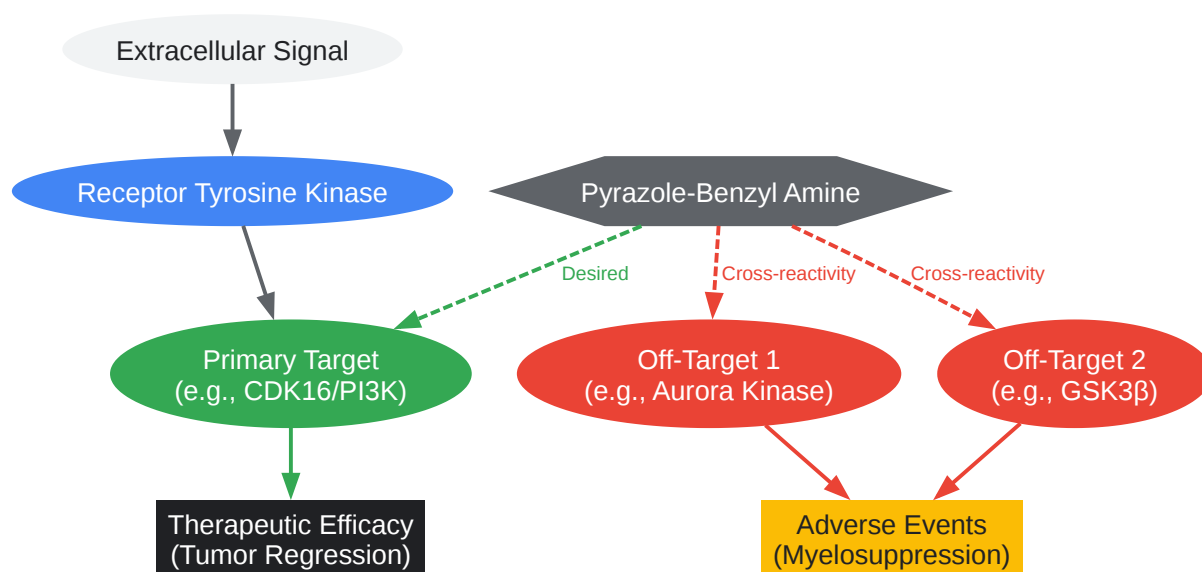 Extracellular Signal
Receptor Tyrosine Kinase
Pyrazole-Benzyl Amine
Desired
Cross-reactivity
Cross-reactivity
Primary Target
(e.g., CDK16/PI3K)
Off-Target 1
(e.g., Aurora Kinase)
Off-Target 2
(e.g., GSK3β)
Therapeutic Efficacy
(Tumor Regression)
Adverse Events
(Myelosuppression)